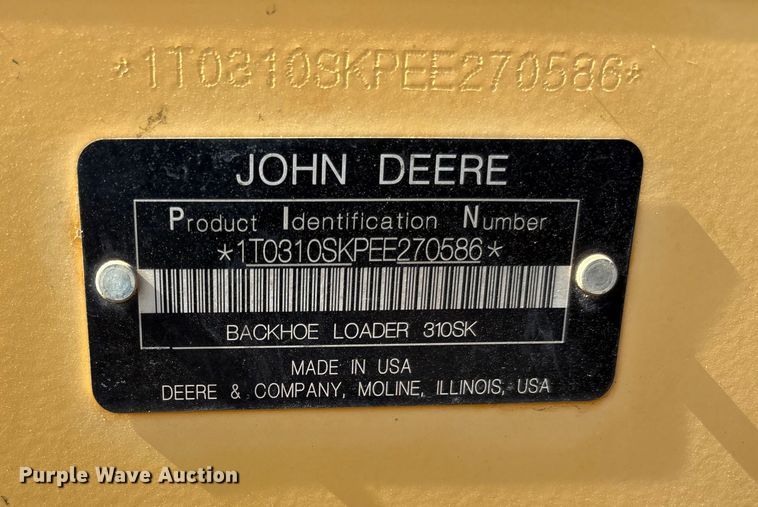 *1T0310SKPEE270586*
JOHN DEERE
Product Identification Number
*1T0310SKPEE270586*
BACKHOE LOADER 310SK
MADE IN USA
DEERE & COMPANY, MOLINE, ILLINOIS, USA
Purple Wave Auction